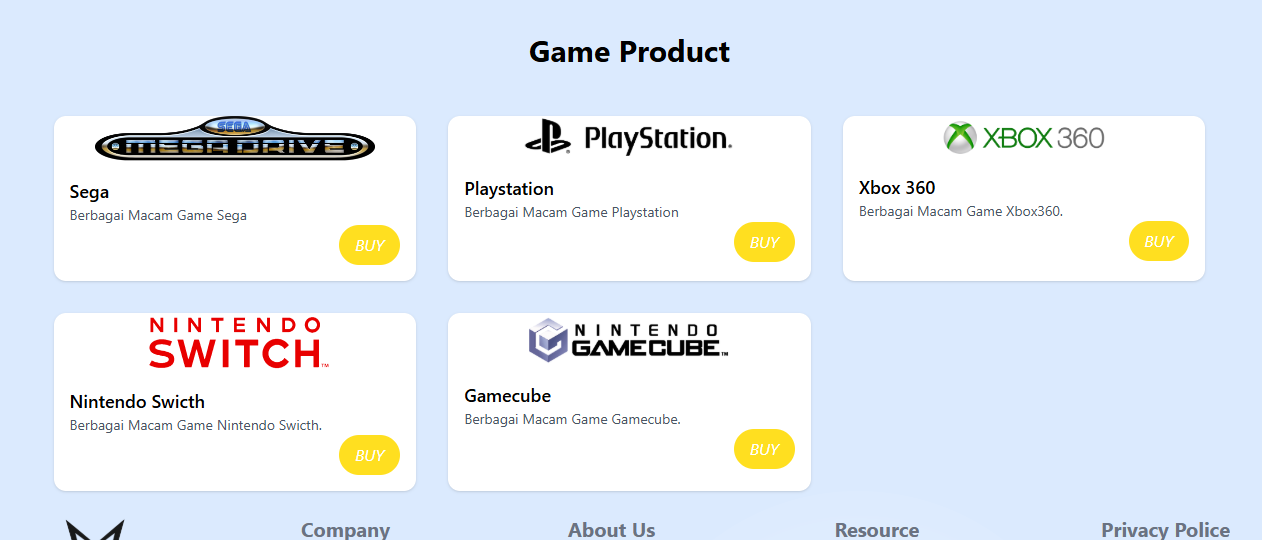 Game Product
SEGA
MEGA DRIVE
Sega
Berbagai Macam Game Sega
BUY
PlayStation.
Playstation
Berbagai Macam Game Playstation
BUY
XBOX 360
Xbox 360
Berbagai Macam Game Xbox360.
BUY
NINTENDO
SWITCH™
Nintendo Swicth
Berbagai Macam Game Nintendo Swicth.
BUY
NINTENDO
GAMECUBE™
Gamecube
Berbagai Macam Game Gamecube.
BUY
Company
About Us
Resource
Privacy Police